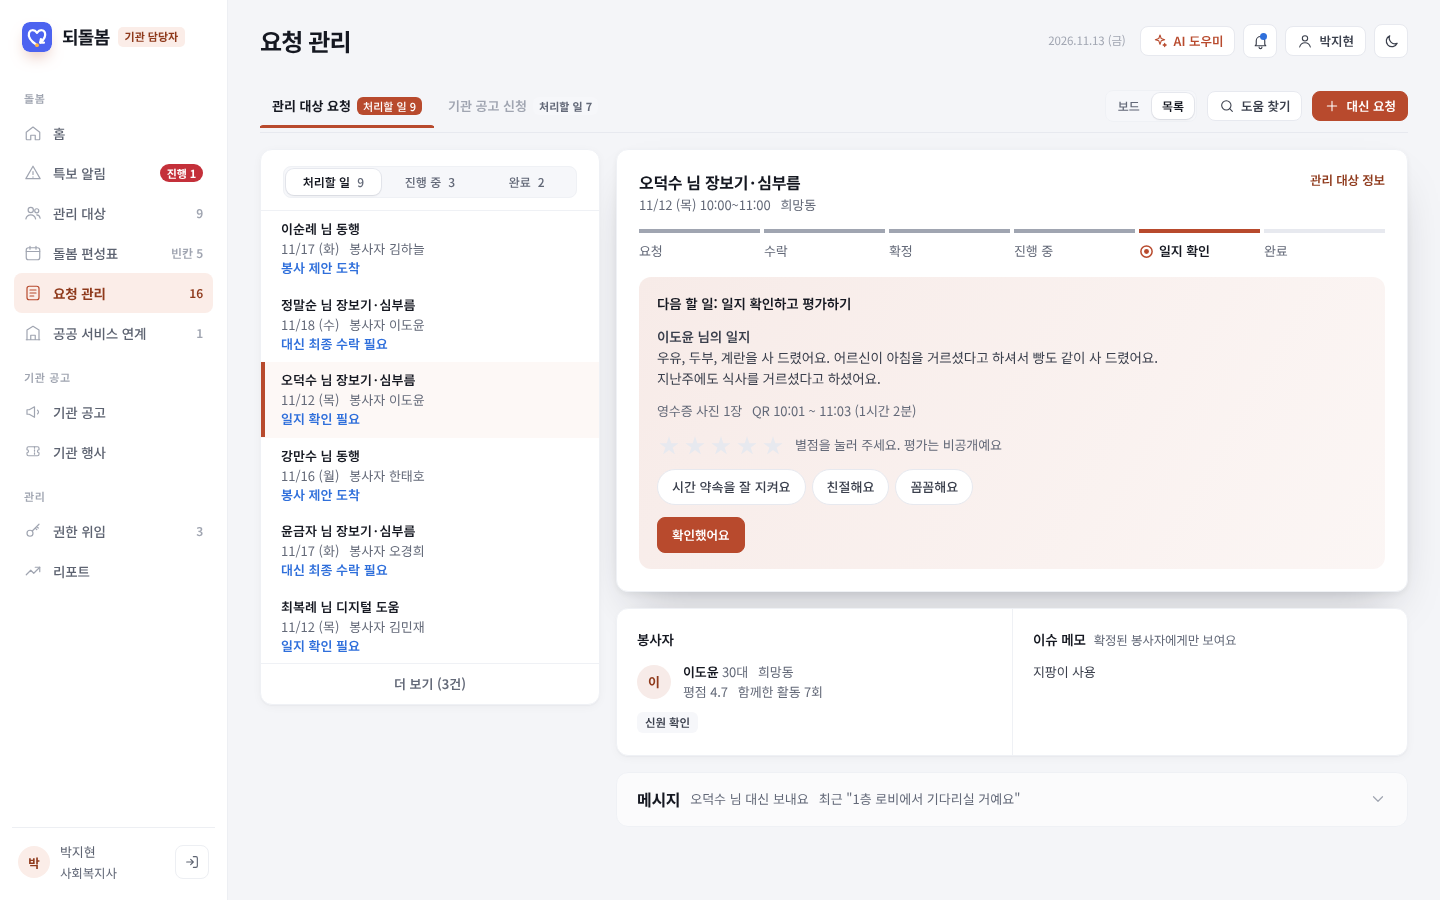 되돌봄 기관 담당자
돌봄
홈
특보 알림 진행 1
관리 대상 9
돌봄 편성표 빈칸 5
요청 관리 16
공공 서비스 연계 1
기관 공고
기관 공고
기관 행사
관리
권한 위임 3
리포트
박 박지현
사회복지사
요청 관리
2026.11.13 (금) AI 도우미 박지현
관리 대상 요청 처리할 일 9 기관 공고 신청 처리할 일 7
보드 목록 도움 찾기 대신 요청
처리할 일 9 진행 중 3 완료 2
이순례 님 동행
11/17 (화) 봉사자 김하늘
봉사 제안 도착
정말순 님 장보기·심부름
11/18 (수) 봉사자 이도윤
대신 최종 수락 필요
오덕수 님 장보기·심부름
11/12 (목) 봉사자 이도윤
일지 확인 필요
강만수 님 동행
11/16 (월) 봉사자 한태호
봉사 제안 도착
윤금자 님 장보기·심부름
11/17 (화) 봉사자 오경희
대신 최종 수락 필요
최복례 님 디지털 도움
11/12 (목) 봉사자 김민재
일지 확인 필요
더 보기 (3건)
오덕수 님 장보기·심부름 관리 대상 정보
11/12 (목) 10:00~11:00 희망동
요청 수락 확정 진행 중 일지 확인 완료
다음 할 일: 일지 확인하고 평가하기
이도윤 님의 일지
우유, 두부, 계란을 사 드렸어요. 어르신이 아침을 거르셨다고 하셔서 빵도 같이 사 드렸어요.
지난주에도 식사를 거르셨다고 하셨어요.
영수증 사진 1장 QR 10:01 ~ 11:03 (1시간 2분)
별점을 눌러 주세요. 평가는 비공개예요
시간 약속을 잘 지켜요 친절해요 꼼꼼해요
확인했어요
봉사자
이 이도윤 30대 희망동
평점 4.7 함께한 활동 7회
신원 확인
이슈 메모 확정된 봉사자에게만 보여요
지팡이 사용
메시지 오덕수 님 대신 보내요 최근 "1층 로비에서 기다리실 거예요"